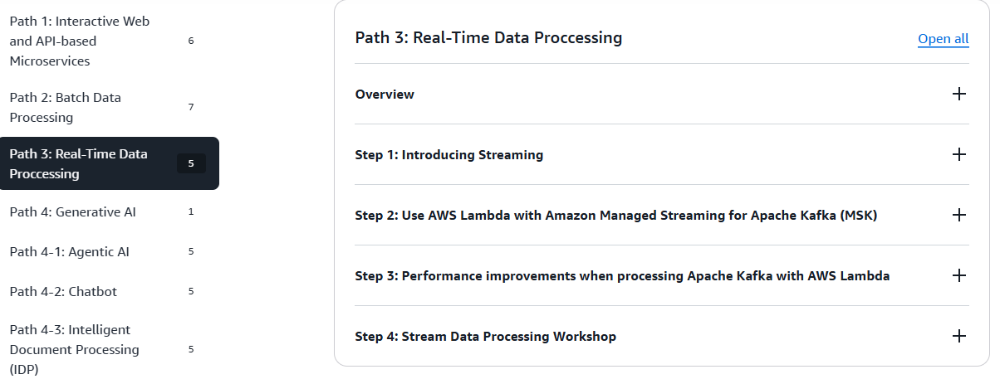 Path 1: Interactive Web
and API-based
Microservices
6
Path 2: Batch Data
Processing
7
Path 3: Real-Time Data
Proccessing
5
Path 4: Generative AI
1
Path 4-1: Agentic AI
5
Path 4-2: Chatbot
5
Path 4-3: Intelligent
Document Processing
(IDP)
5
Path 3: Real-Time Data Proccessing
Open all
Overview
Step 1: Introducing Streaming
Step 2: Use AWS Lambda with Amazon Managed Streaming for Apache Kafka (MSK)
Step 3: Performance improvements when processing Apache Kafka with AWS Lambda
Step 4: Stream Data Processing Workshop